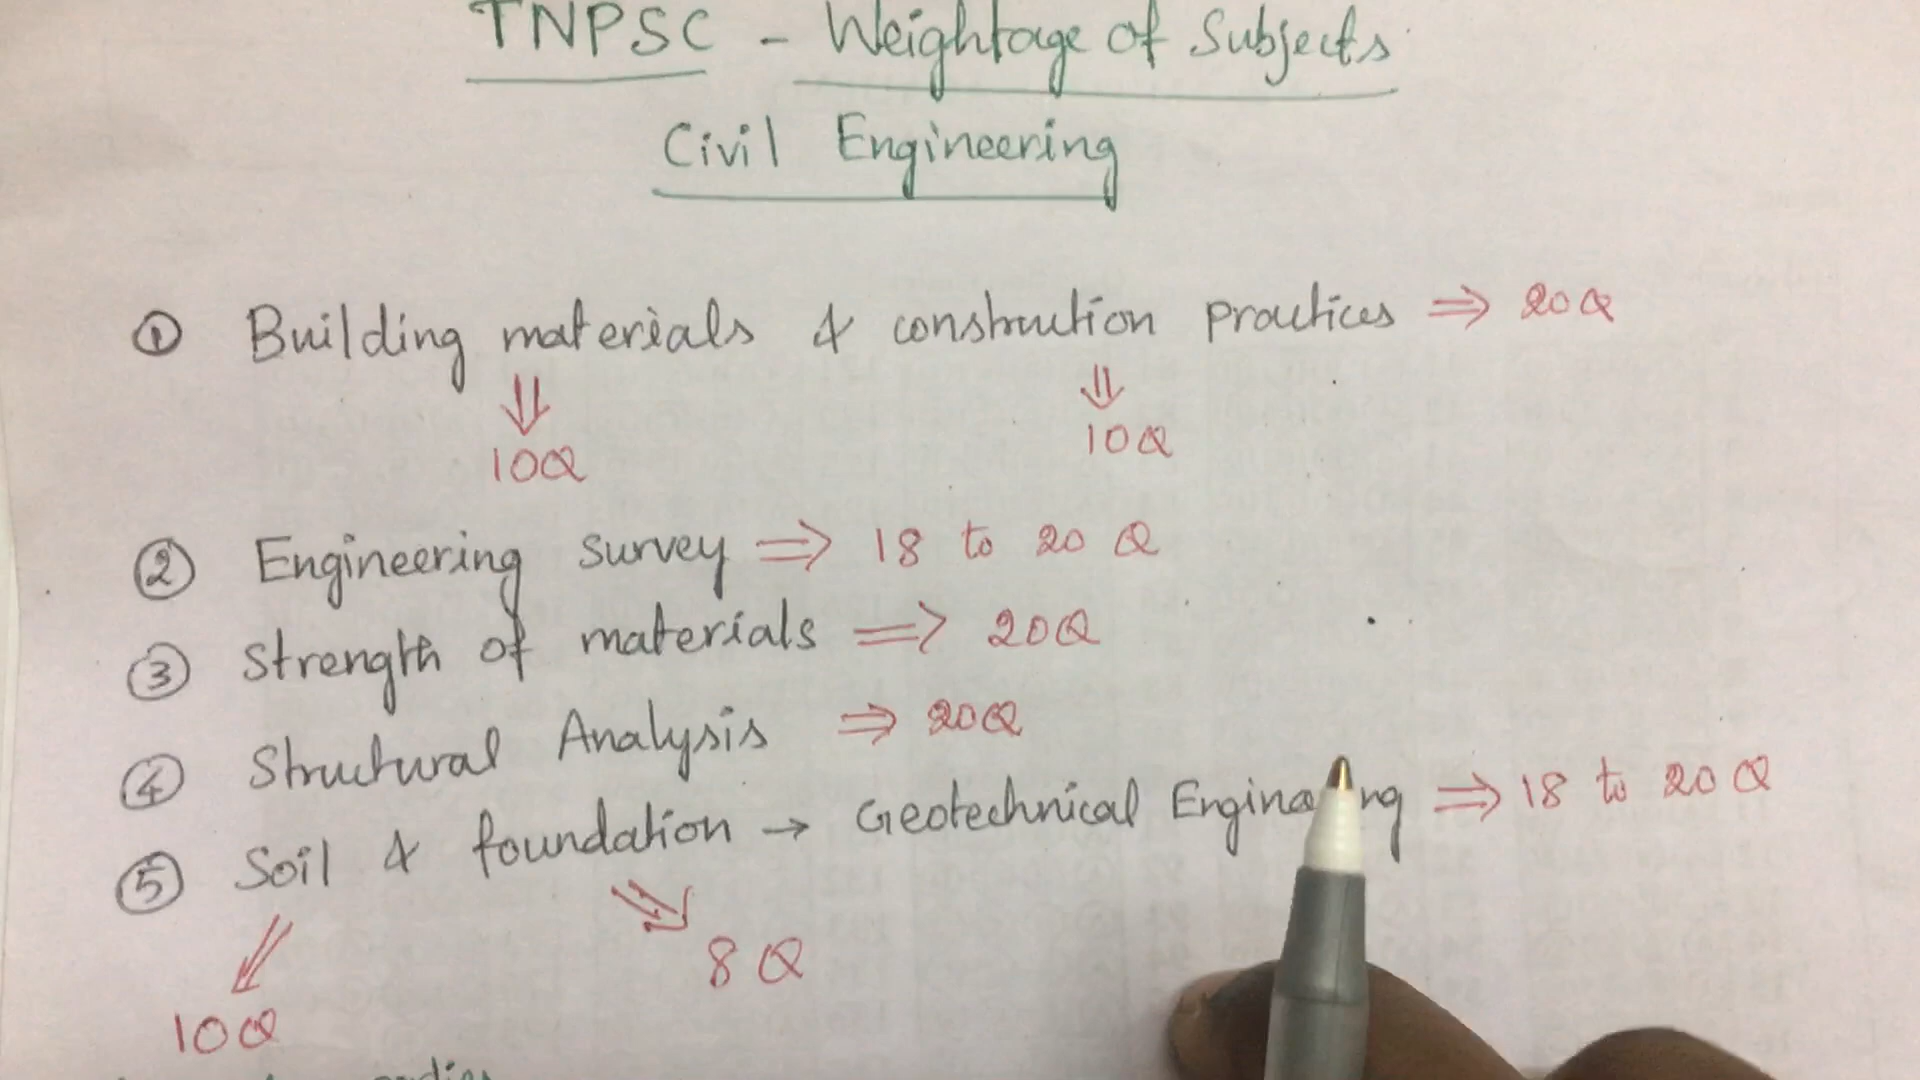 TNPSC - Weightage of Subjects
Civil Engineering
① Building materials & construction practices ⇒ 20Q
⇓ ⇓
10Q 10Q
② Engineering survey ⇒ 18 to 20 Q
③ Strength of materials ⇒ 20Q
④ Structural Analysis ⇒ 20Q
⑤ Soil & foundation → Geotechnical Engineering ⇒ 18 to 20 Q
⇙ ⇘
8 Q
10Q